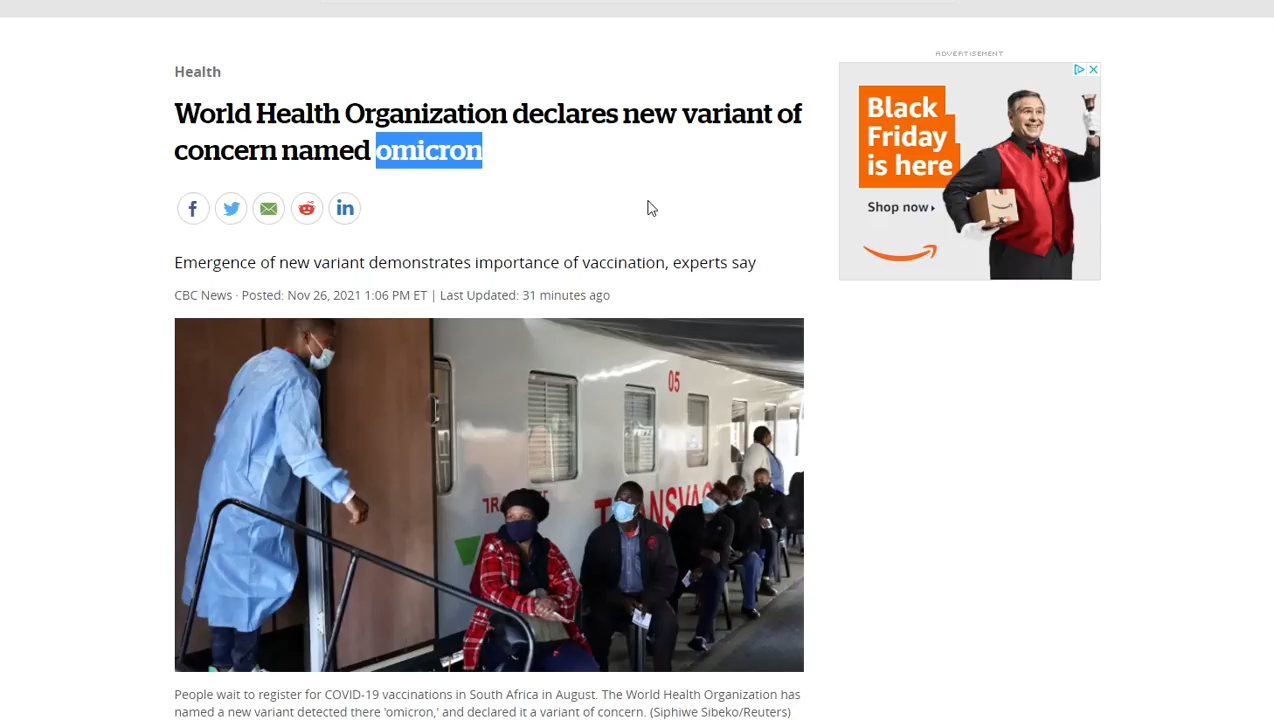 ADVERTISEMENT
Health
World Health Organization declares new variant of
concern named omicron
Black
Friday
is here
Shop now
Emergence of new variant demonstrates importance of vaccination, experts say
CBC News · Posted: Nov 26, 2021 1:06 PM ET | Last Updated: 31 minutes ago
05
People wait to register for COVID-19 vaccinations in South Africa in August. The World Health Organization has
named a new variant detected there 'omicron,' and declared it a variant of concern. (Siphiwe Sibeko/Reuters)